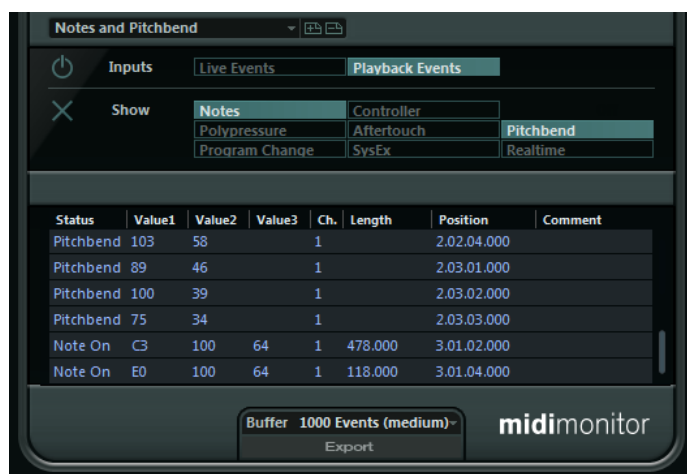 Notes and Pitchbend
Inputs Live Events Playback Events
Show Notes Controller
Polypressure Aftertouch Pitchbend
Program Change SysEx Realtime
Status Value1 Value2 Value3 Ch. Length Position Comment
Pitchbend 103 58 1 2.02.04.000
Pitchbend 89 46 1 2.03.01.000
Pitchbend 100 39 1 2.03.02.000
Pitchbend 75 34 1 2.03.03.000
Note On C3 100 64 1 478.000 3.01.02.000
Note On E0 100 64 1 118.000 3.01.04.000
Buffer 1000 Events (medium)
Export
midimonitor